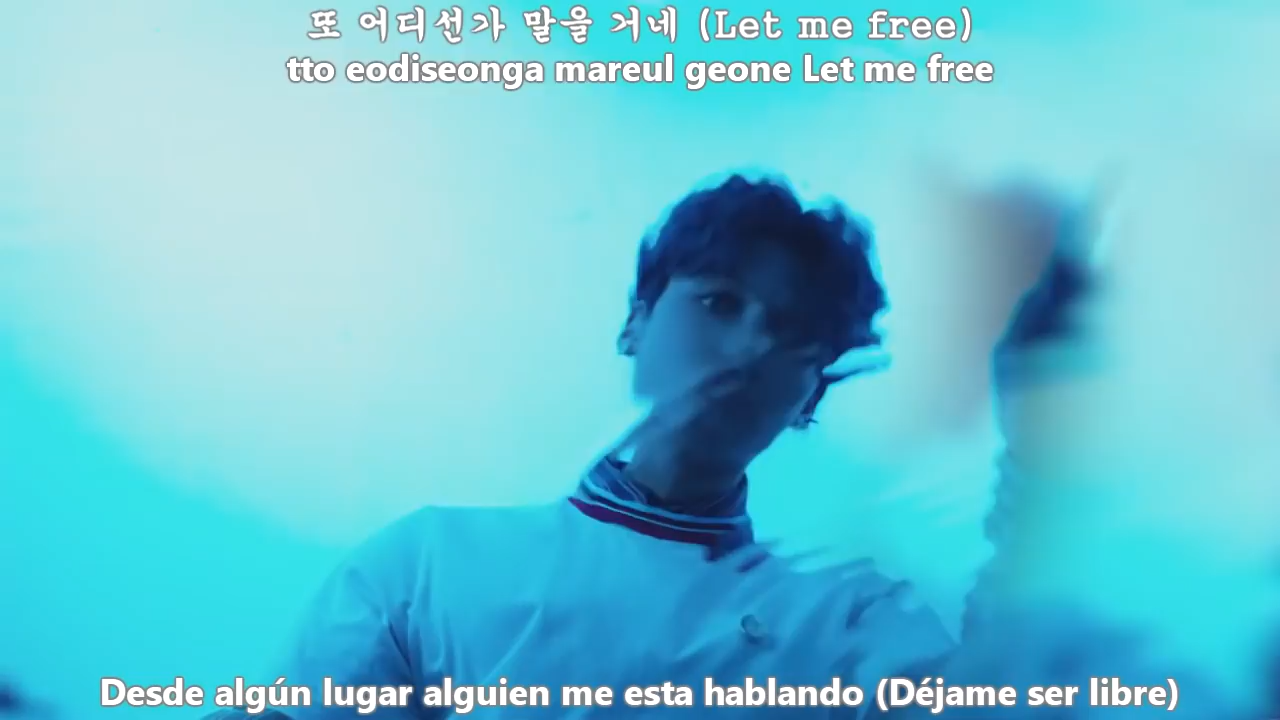 또 어디선가 말을 거네 (Let me free)
tto eodiseonga mareul geone Let me free
Desde algún lugar alguien me esta hablando (Déjame ser libre)